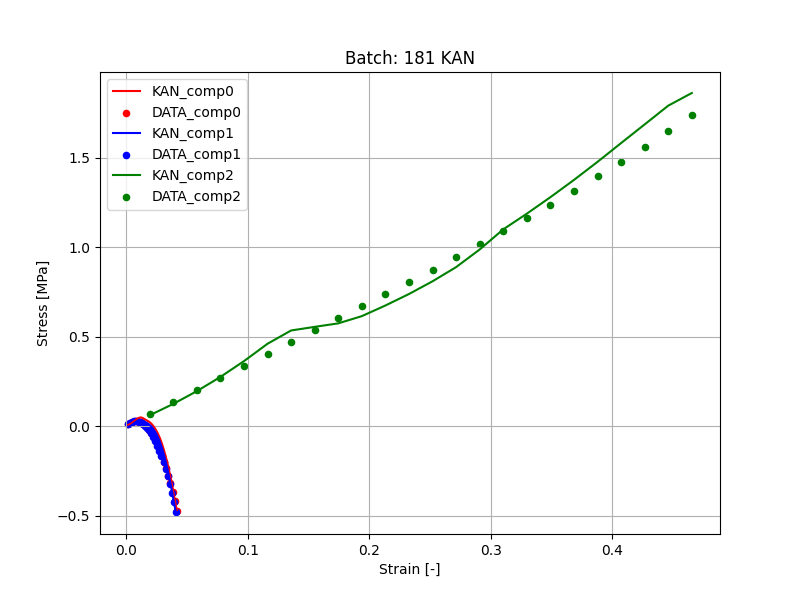 Batch: 181 KAN
KAN_comp0
DATA_comp0
KAN_comp1
DATA_comp1
KAN_comp2
DATA_comp2
Stress [MPa]
1.5
1.0
0.5
0.0
−0.5
0.0 0.1 0.2 0.3 0.4
Strain [-]